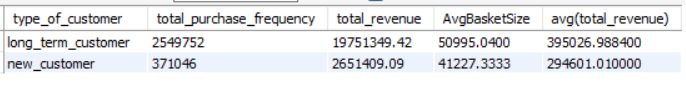 type_of_customer total_purchase_frequency total_revenue AvgBasketSize avg(total_revenue)
long_term_customer 2549752 19751349.42 50995.0400 395026.988400
new_customer 371046 2651409.09 41227.3333 294601.010000